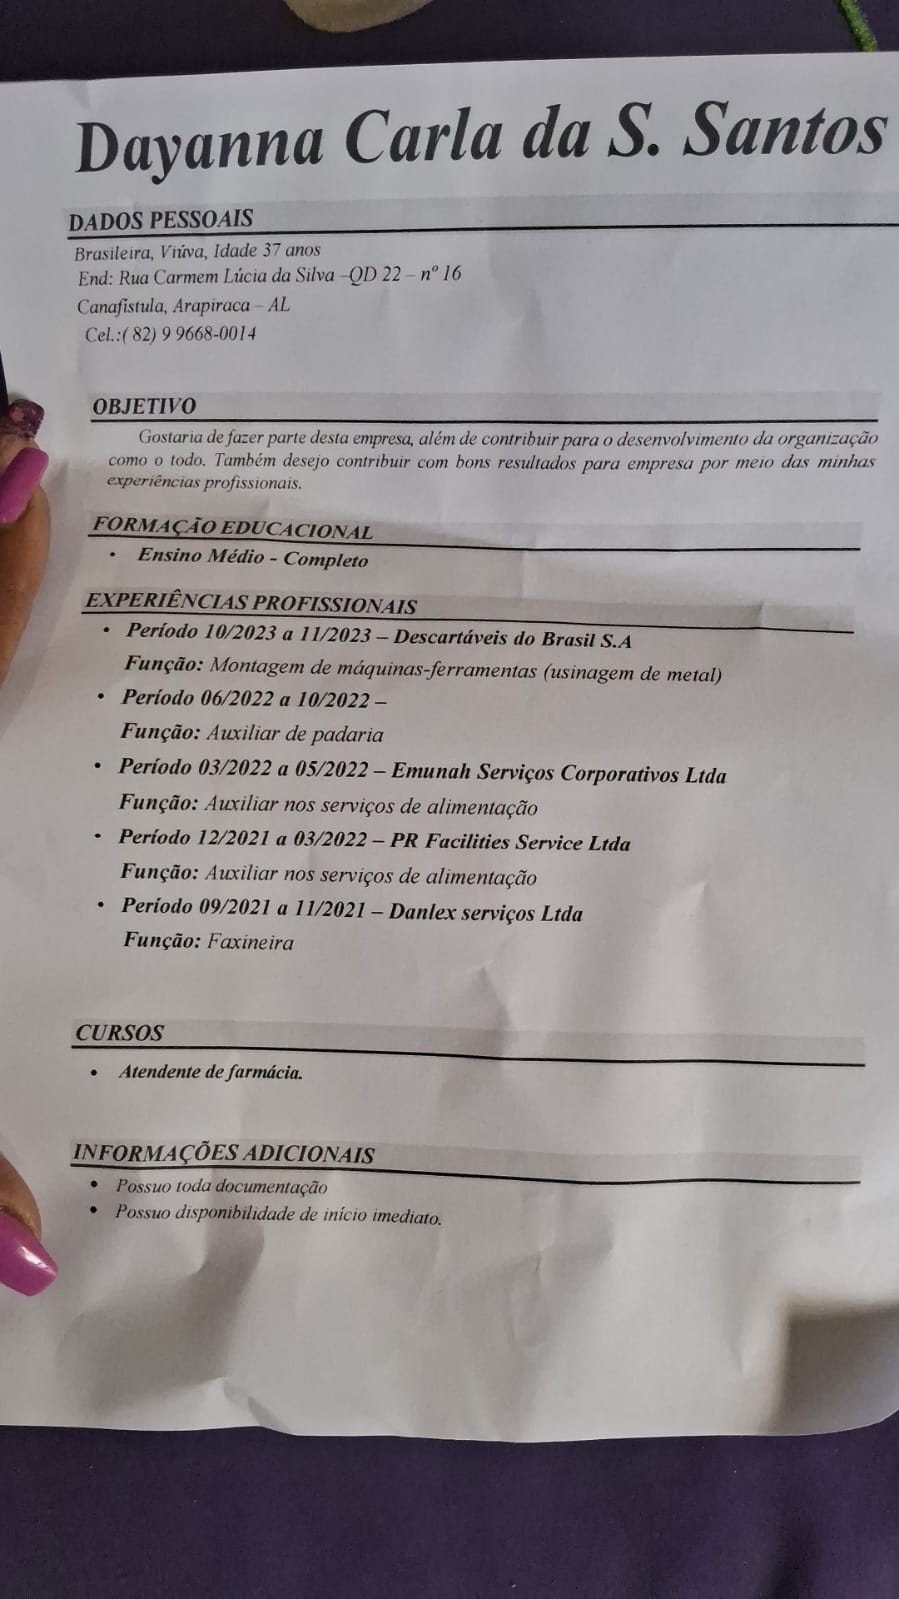 Dayanna Carla da S. Santos
DADOS PESSOAIS
Brasileira, Viúva, Idade 37 anos
End: Rua Carmem Lúcia da Silva –QD 22 – nº 16
Canafístula, Arapiraca – AL
Cel.:( 82) 9 9668-0014
OBJETIVO
Gostaria de fazer parte desta empresa, além de contribuir para o desenvolvimento da organização
como o todo. Também desejo contribuir com bons resultados para empresa por meio das minhas
experiências profissionais.
FORMAÇÃO EDUCACIONAL
• Ensino Médio - Completo
EXPERIÊNCIAS PROFISSIONAIS
• Período 10/2023 a 11/2023 – Descartáveis do Brasil S.A
Função: Montagem de máquinas-ferramentas (usinagem de metal)
• Período 06/2022 a 10/2022 –
Função: Auxiliar de padaria
• Período 03/2022 a 05/2022 – Emunah Serviços Corporativos Ltda
Função: Auxiliar nos serviços de alimentação
• Período 12/2021 a 03/2022 – PR Facilities Service Ltda
Função: Auxiliar nos serviços de alimentação
• Período 09/2021 a 11/2021 – Danlex serviços Ltda
Função: Faxineira
CURSOS
• Atendente de farmácia.
INFORMAÇÕES ADICIONAIS
• Possuo toda documentação
• Possuo disponibilidade de início imediato.